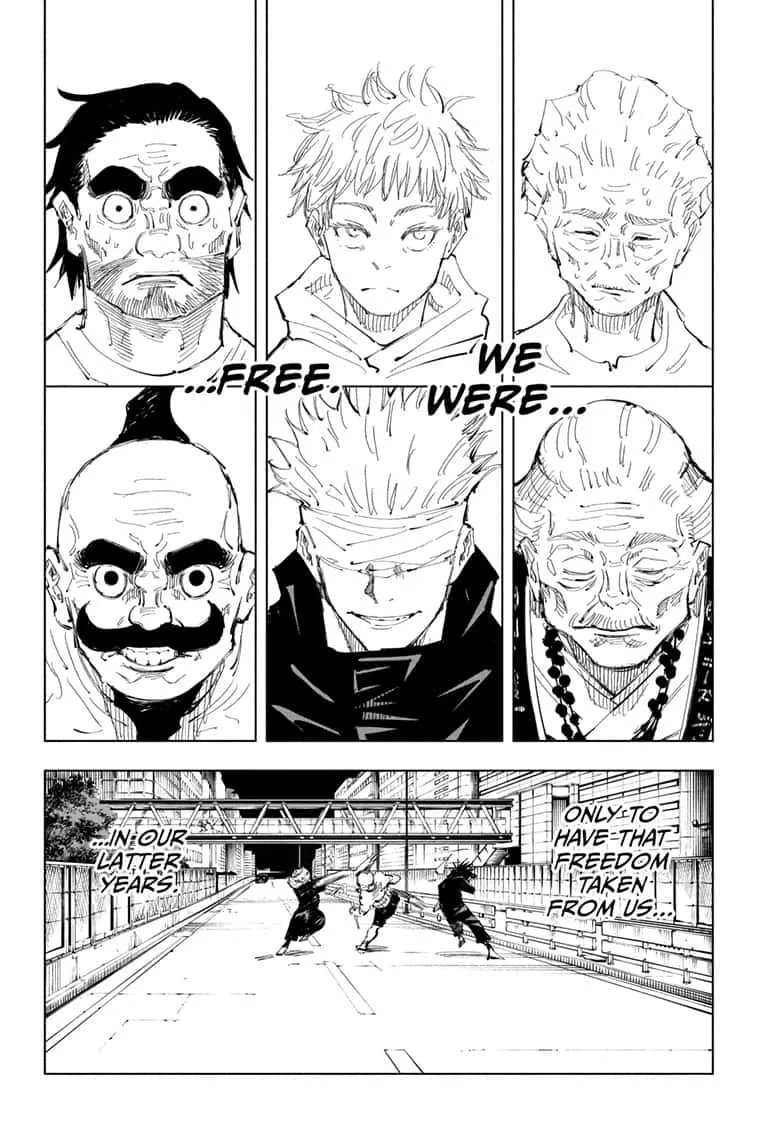 WE
WERE...
...FREE.
ONLY TO
HAVE THAT
FREEDOM
TAKEN
FROM US...
...IN OUR
LATTER
YEARS.